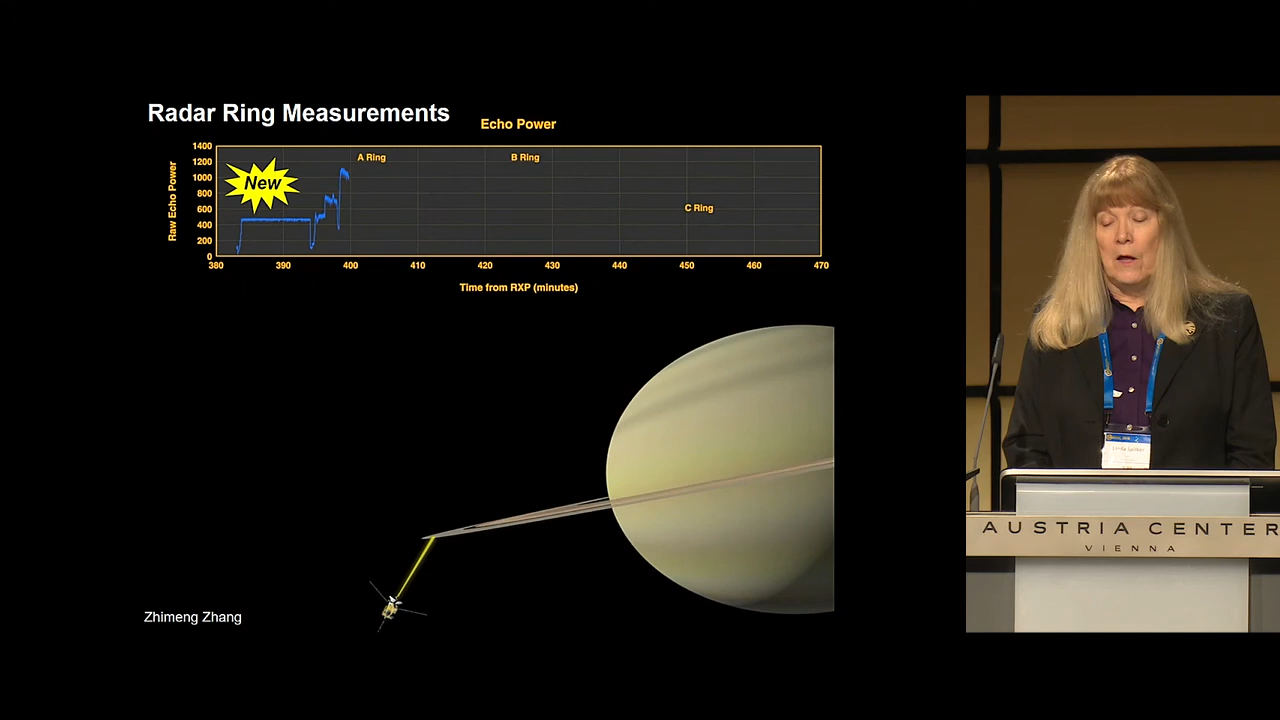 Radar Ring Measurements
Echo Power
Raw Echo Power
1400
1200
1000
800
600
400
200
0
New
A Ring
B Ring
C Ring
380
390
400
410
420
430
440
450
460
470
Time from RXP (minutes)
Zhimeng Zhang
AUSTRIA CENTER
VIENNA